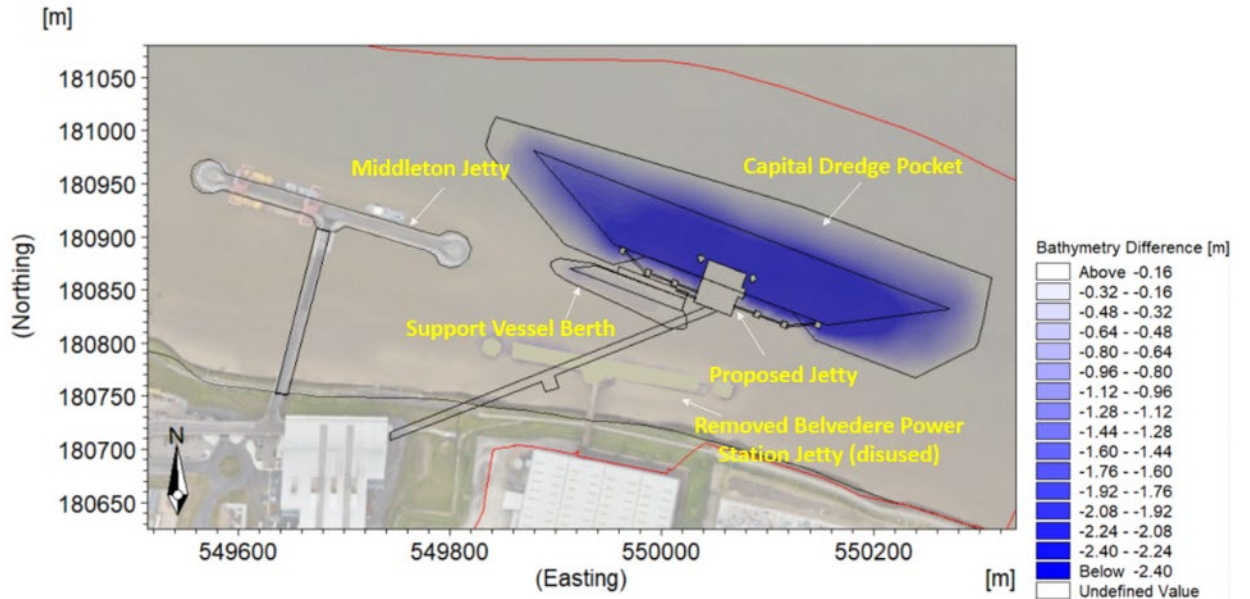 [m]
181050
181000
180950
180900
180850
180800
180750
180700
180650
(Northing)
Middleton Jetty
Capital Dredge Pocket
Support Vessel Berth
Proposed Jetty
Removed Belvedere Power
Station Jetty (disused)
N
549600
549800
550000
550200
(Easting)
[m]
Bathymetry Difference [m]
Above -0.16
-0.32 - -0.16
-0.48 - -0.32
-0.64 - -0.48
-0.80 - -0.64
-0.96 - -0.80
-1.12 - -0.96
-1.28 - -1.12
-1.44 - -1.28
-1.60 - -1.44
-1.76 - -1.60
-1.92 - -1.76
-2.08 - -1.92
-2.24 - -2.08
-2.40 - -2.24
Below -2.40
Undefined Value